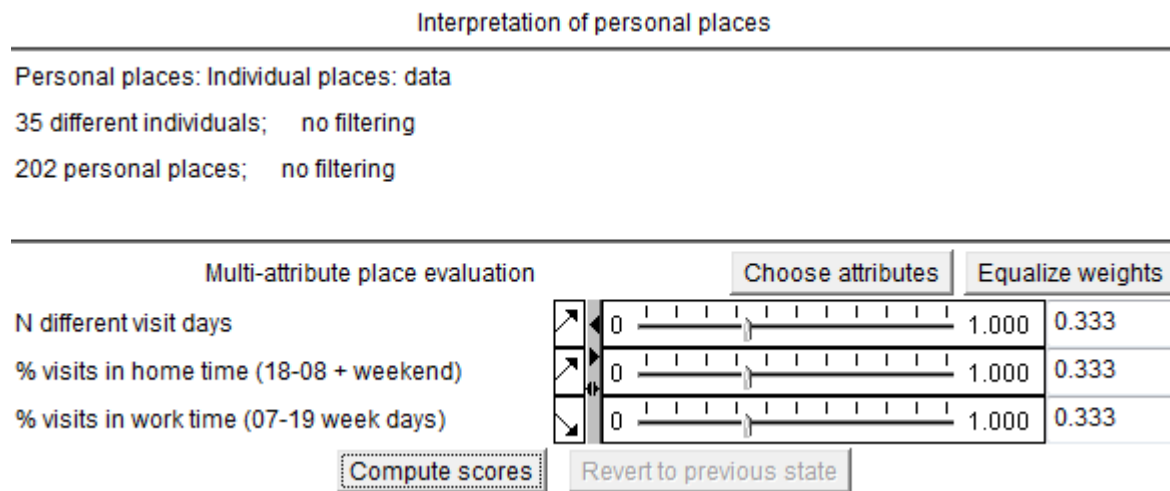 Interpretation of personal places
Personal places: Individual places: data
35 different individuals; no filtering
202 personal places; no filtering
Multi-attribute place evaluation Choose attributes Equalize weights
N different visit days 0 1.000 0.333
% visits in home time (18-08 + weekend) 0 1.000 0.333
% visits in work time (07-19 week days) 0 1.000 0.333
Compute scores Revert to previous state